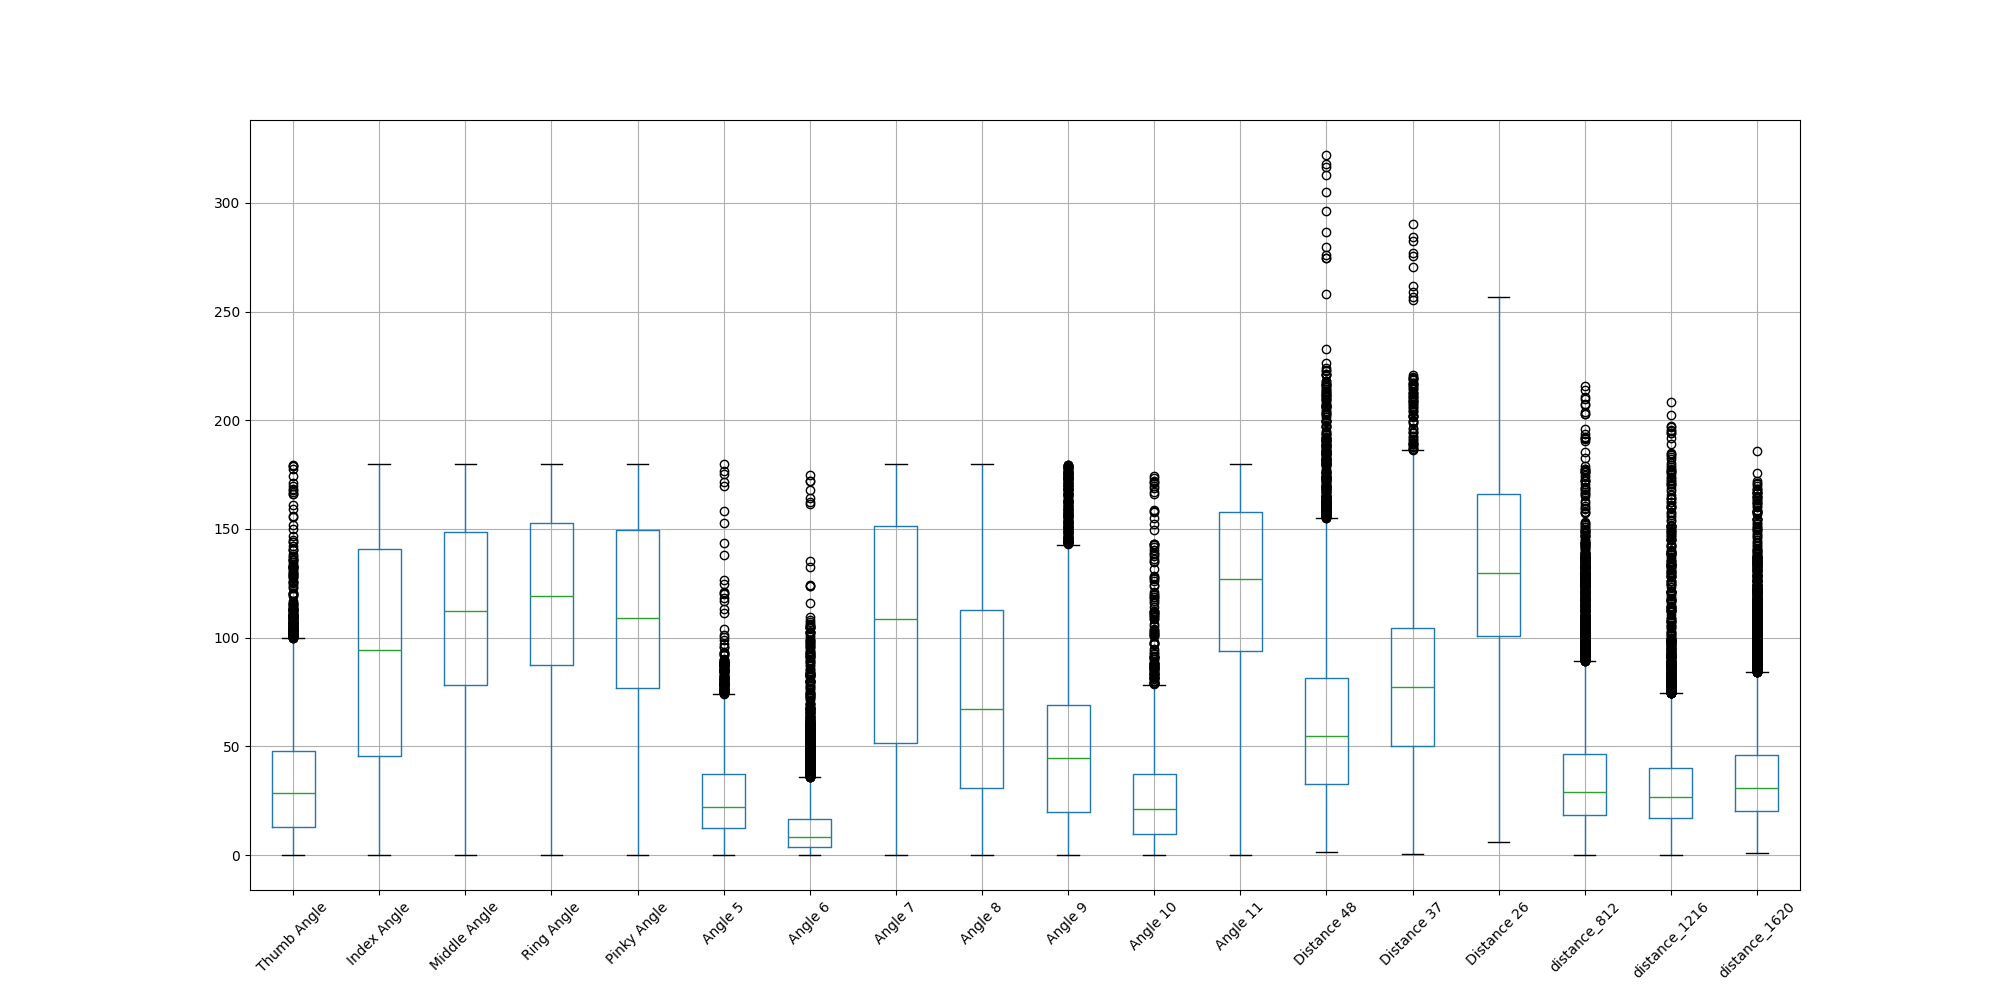 300
250
200
150
100
50
0
Thumb Angle
Index Angle
Middle Angle
Ring Angle
Pinky Angle
Angle 5
Angle 6
Angle 7
Angle 8
Angle 9
Angle 10
Angle 11
Distance 48
Distance 37
Distance 26
distance_812
distance_1216
distance_1620